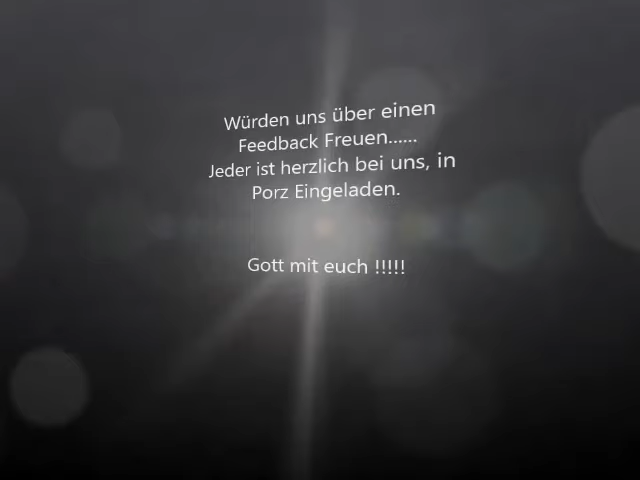 Würden uns über einen
Feedback Freuen......
Jeder ist herzlich bei uns, in
Porz Eingeladen.
Gott mit euch !!!!!